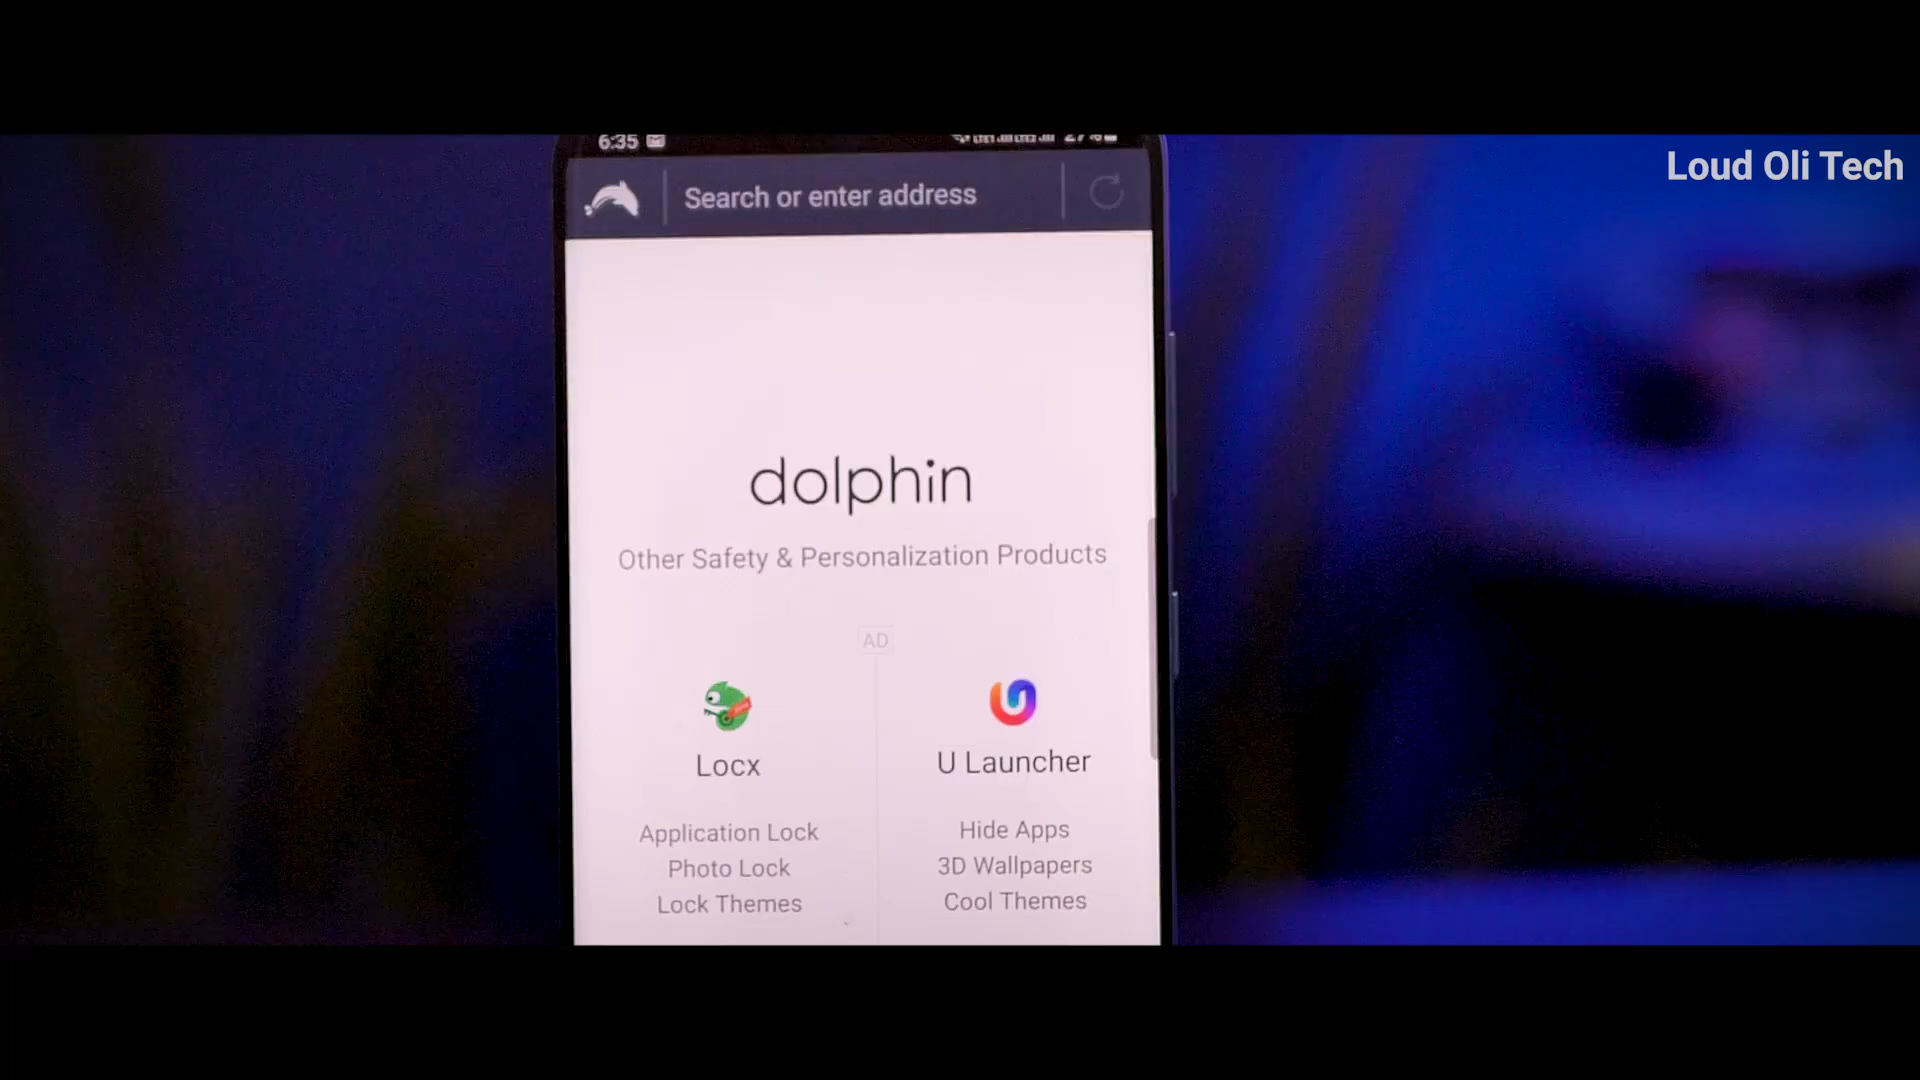 6:35
27%
Loud Oli Tech
Search or enter address
dolphin
Other Safety & Personalization Products
AD
Locx
U Launcher
Application Lock
Hide Apps
Photo Lock
3D Wallpapers
Lock Themes
Cool Themes